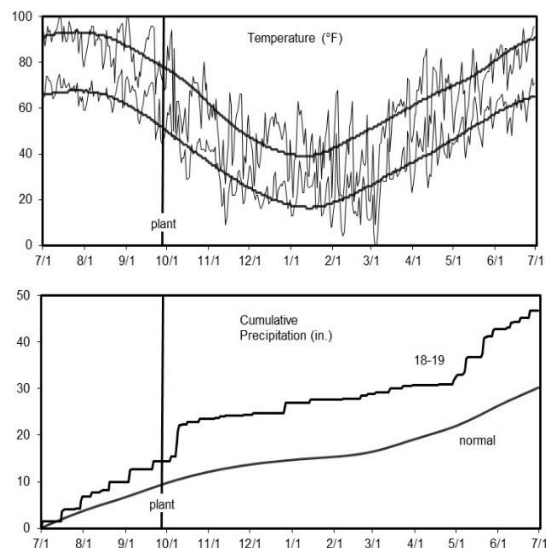 100
Temperature (°F)
80
60
40
20
plant
0
7/1 8/1 9/1 10/1 11/1 12/1 1/1 2/1 3/1 4/1 5/1 6/1 7/1
50
Cumulative
Precipitation (in.)
40
18-19
30
20
normal
10
plant
0
7/1 8/1 9/1 10/1 11/1 12/1 1/1 2/1 3/1 4/1 5/1 6/1 7/1